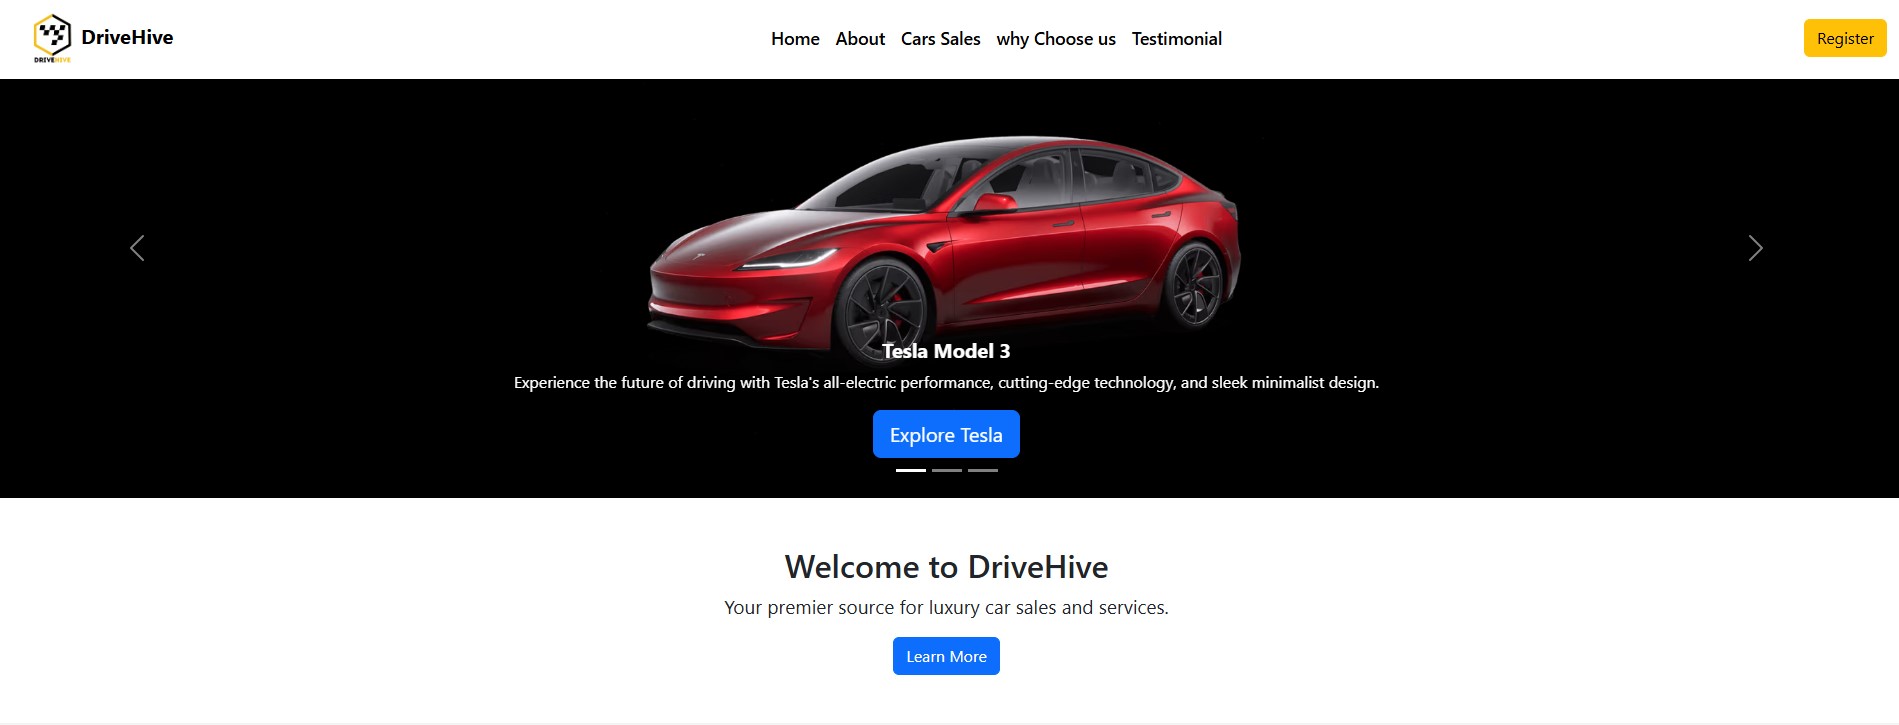 DriveHive
DRIVEHIVE
Home About Cars Sales why Choose us Testimonial
Register
Tesla Model 3
Experience the future of driving with Tesla's all-electric performance, cutting-edge technology, and sleek minimalist design.
Explore Tesla
Welcome to DriveHive
Your premier source for luxury car sales and services.
Learn More